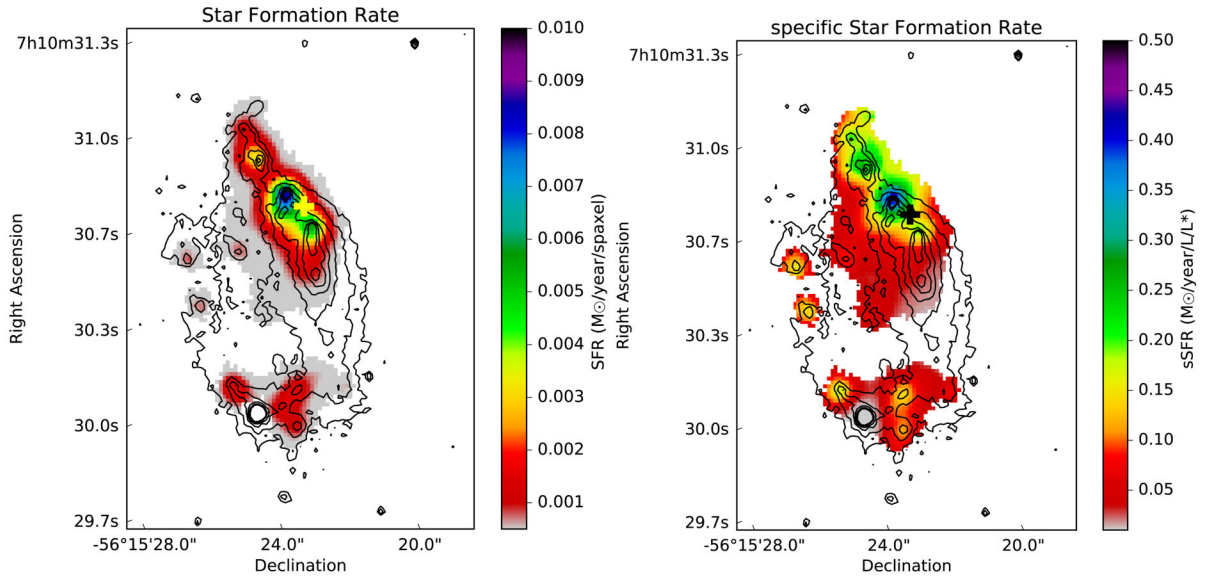 Star Formation Rate
7h10m31.3s
31.0s
30.7s
30.3s
30.0s
29.7s
Right Ascension
-56°15'28.0"
24.0"
20.0"
Declination
0.010
0.009
0.008
0.007
0.006
0.005
0.004
0.003
0.002
0.001
SFR (M☉/year/spaxel)
specific Star Formation Rate
7h10m31.3s
31.0s
30.7s
30.3s
30.0s
29.7s
Right Ascension
-56°15'28.0"
24.0"
20.0"
Declination
0.50
0.45
0.40
0.35
0.30
0.25
0.20
0.15
0.10
0.05
sSFR (M☉/year/L/L*)